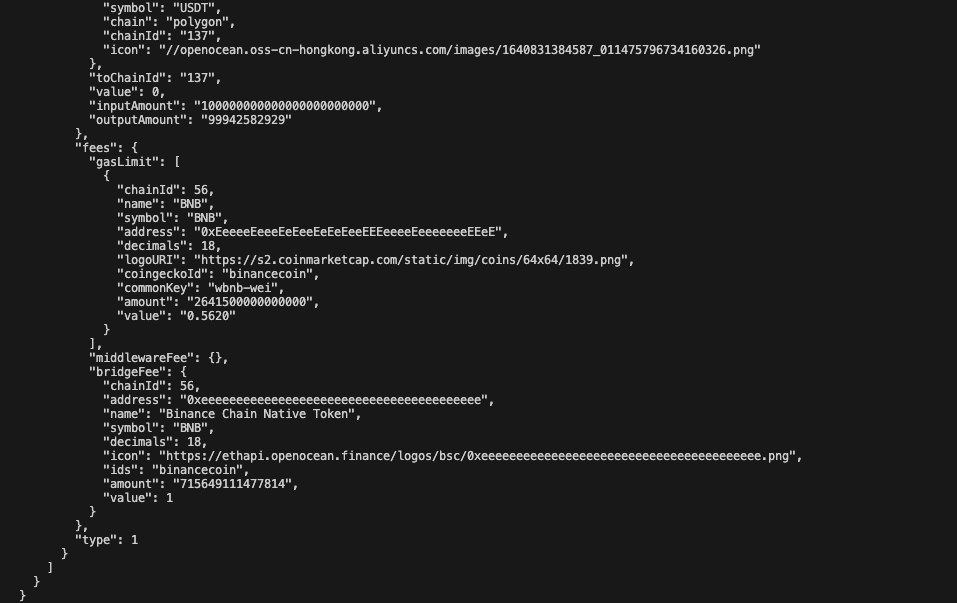 "symbol": "USDT",
"chain": "polygon",
"chainId": "137",
"icon": "//openocean.oss-cn-hongkong.aliyuncs.com/images/1640831384587_011475796734160326.png"
},
"toChainId": "137",
"value": 0,
"inputAmount": "100000000000000000000000",
"outputAmount": "99942582929"
},
"fees": {
"gasLimit": [
{
"chainId": 56,
"name": "BNB",
"symbol": "BNB",
"address": "0xEeeeeEeeeEeEeeEeEeEeeEEEeeeeEeeeeeeeEEeE",
"decimals": 18,
"logoURI": "https://s2.coinmarketcap.com/static/img/coins/64x64/1839.png",
"coingeckoId": "binancecoin",
"commonKey": "wbnb-wei",
"amount": "2641500000000000",
"value": "0.5620"
}
],
"middlewareFee": {},
"bridgeFee": {
"chainId": 56,
"address": "0xeeeeeeeeeeeeeeeeeeeeeeeeeeeeeeeeeeeeeeee",
"name": "Binance Chain Native Token",
"symbol": "BNB",
"decimals": 18,
"icon": "https://ethapi.openocean.finance/logos/bsc/0xeeeeeeeeeeeeeeeeeeeeeeeeeeeeeeeeeeeeeeee.png",
"ids": "binancecoin",
"amount": "715649111477814",
"value": 1
}
},
"type": 1
}
]
}
}